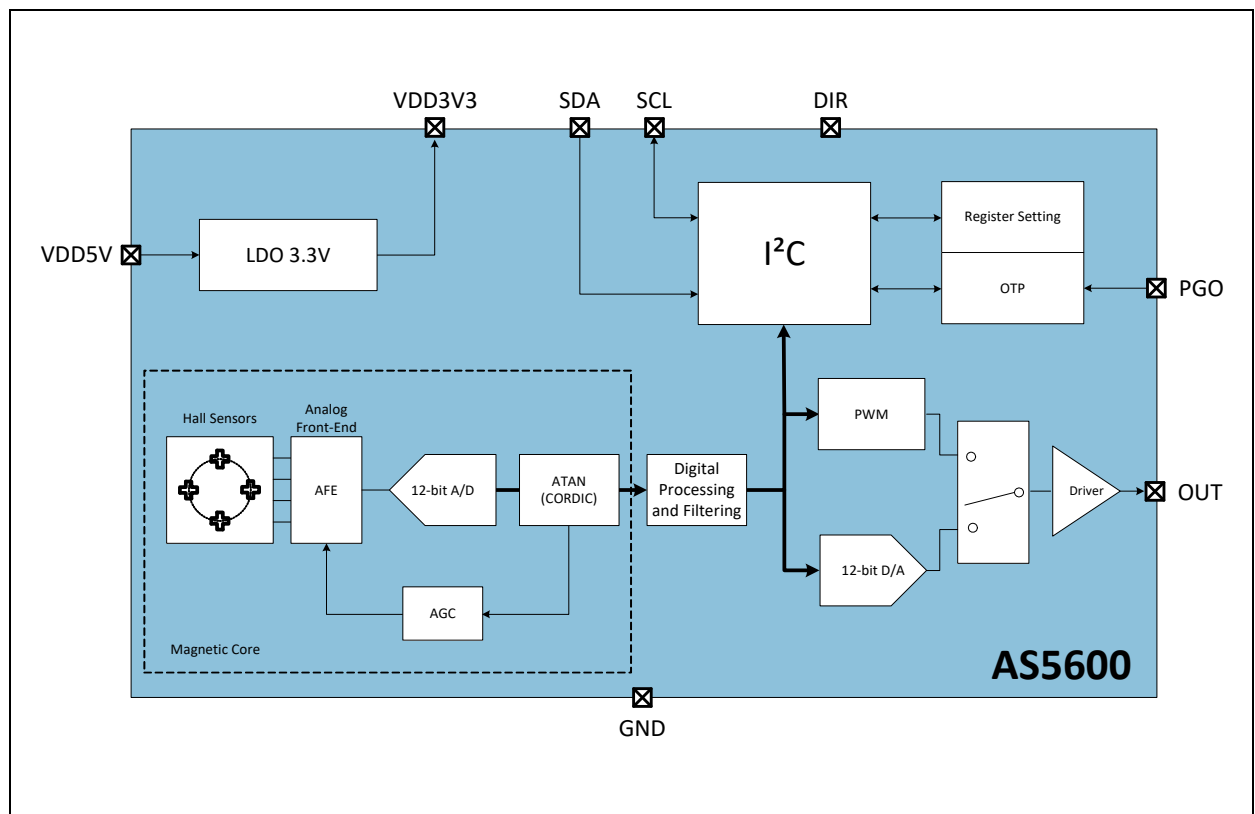 VDD3V3
SDA
SCL
DIR
VDD5V
LDO 3.3V
I²C
Register Setting
OTP
PGO
Hall Sensors
Analog
Front-End
AFE
12-bit A/D
ATAN
(CORDIC)
Digital
Processing
and Filtering
PWM
12-bit D/A
Driver
OUT
AGC
Magnetic Core
AS5600
GND